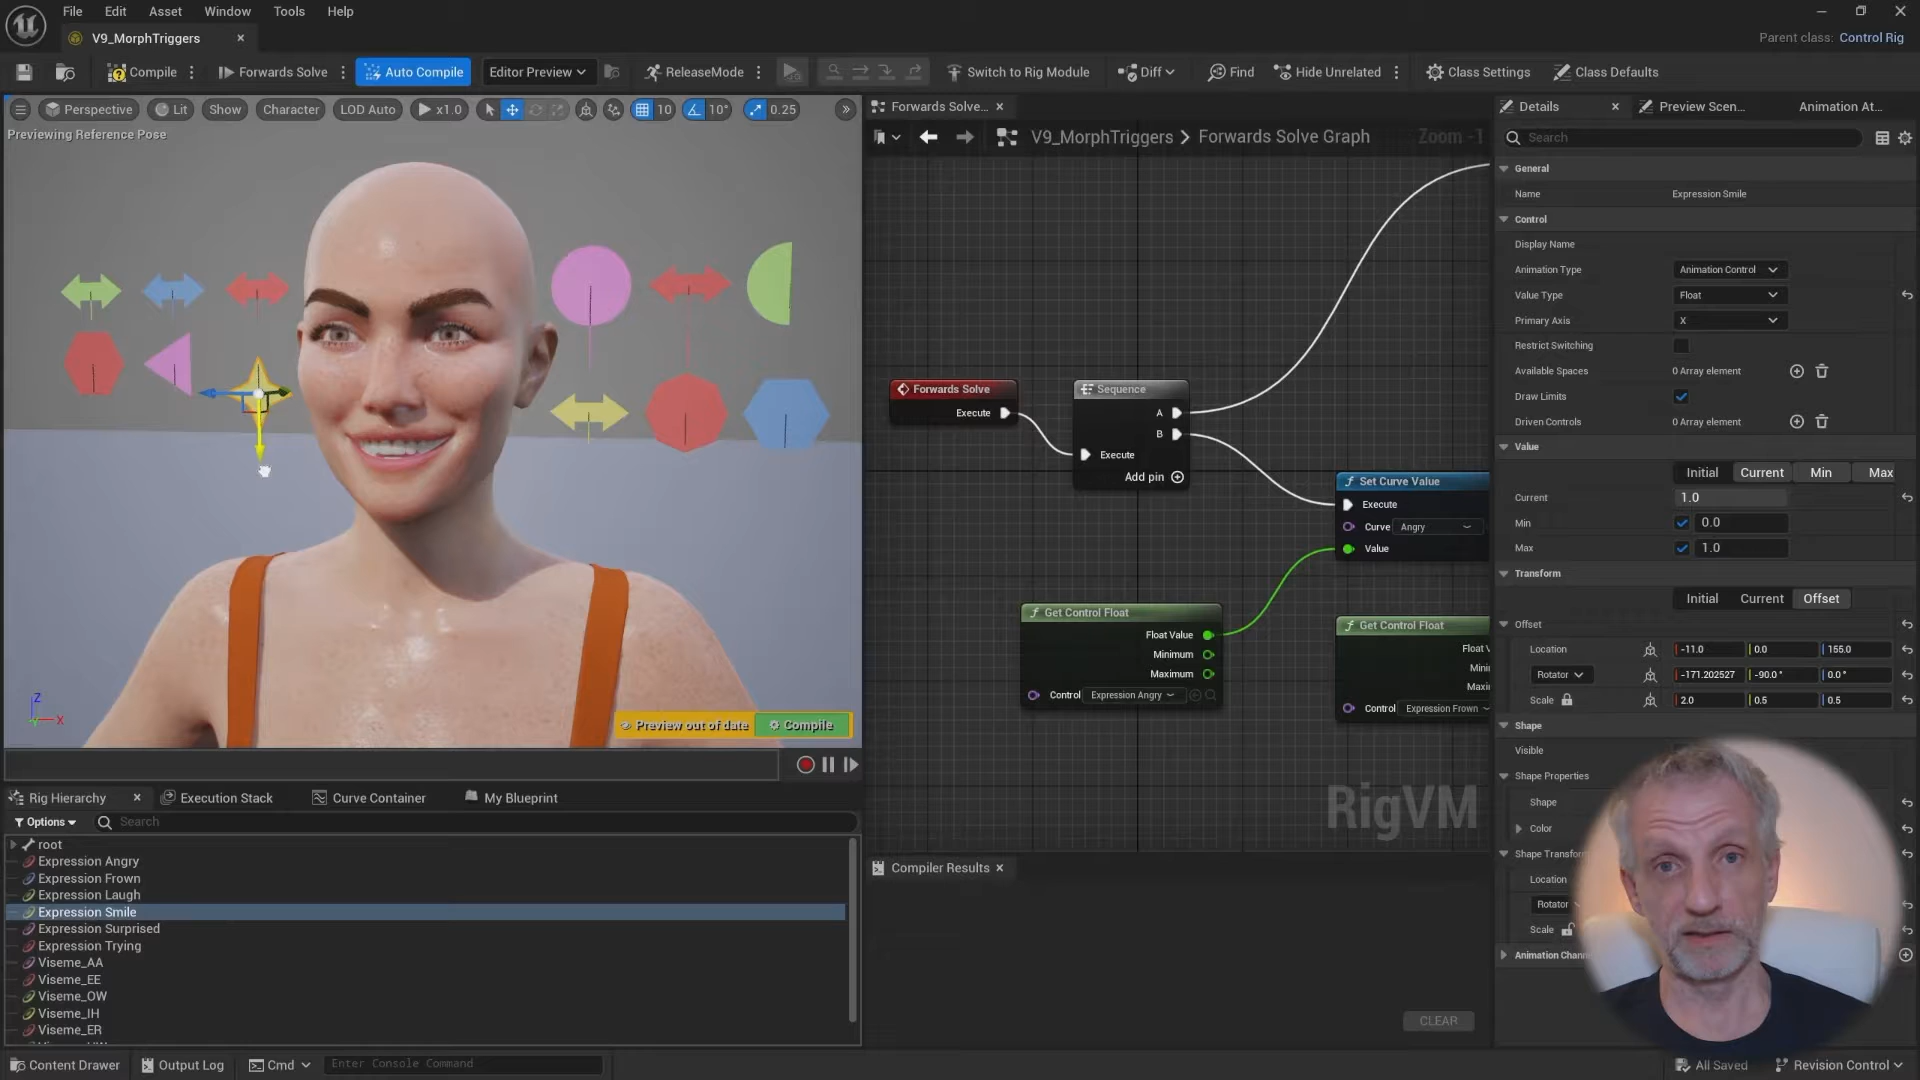 File Edit Asset Window Tools Help
V9_MorphTriggers
Parent class: Control Rig
Compile Forwards Solve Auto Compile Editor Preview ReleaseMode Switch to Rig Module Diff Find Hide Unrelated Class Settings Class Defaults
Perspective Lit Show Character LOD Auto x1.0 10 10° 0.25
Previewing Reference Pose
Z
X
Preview out of date Compile
Rig Hierarchy Execution Stack Curve Container My Blueprint
Options Search
root
Expression Angry
Expression Frown
Expression Laugh
Expression Smile
Expression Surprised
Expression Trying
Viseme_AA
Viseme_EE
Viseme_OW
Viseme_IH
Viseme_ER
Forwards Solve...
V9_MorphTriggers > Forwards Solve Graph Zoom -1
Forwards Solve
Execute
Sequence
A
B
Execute
Add pin
Set Curve Value
Execute
Curve Angry
Value
Get Control Float
Float Value
Minimum
Maximum
Control Expression Angry
Get Control Float
Float V
Mini
Maxi
Control Expression Frown
RigVM
Compiler Results
CLEAR
Details Preview Scen... Animation At...
Search
General
Name Expression Smile
Control
Display Name
Animation Type Animation Control
Value Type Float
Primary Axis X
Restrict Switching
Available Spaces 0 Array element
Draw Limits
Driven Controls 0 Array element
Value
Initial Current Min Max
Current 1.0
Min 0.0
Max 1.0
Transform
Initial Current Offset
Offset
Location -11.0 0.0 155.0
Rotator -171.202527 -90.0° 0.0°
Scale 2.0 0.5 0.5
Shape
Visible
Shape Properties
Shape
Color
Shape Transform
Location
Rotator
Scale
Animation Chann
Content Drawer Output Log Cmd Enter Console Command All Saved Revision Control